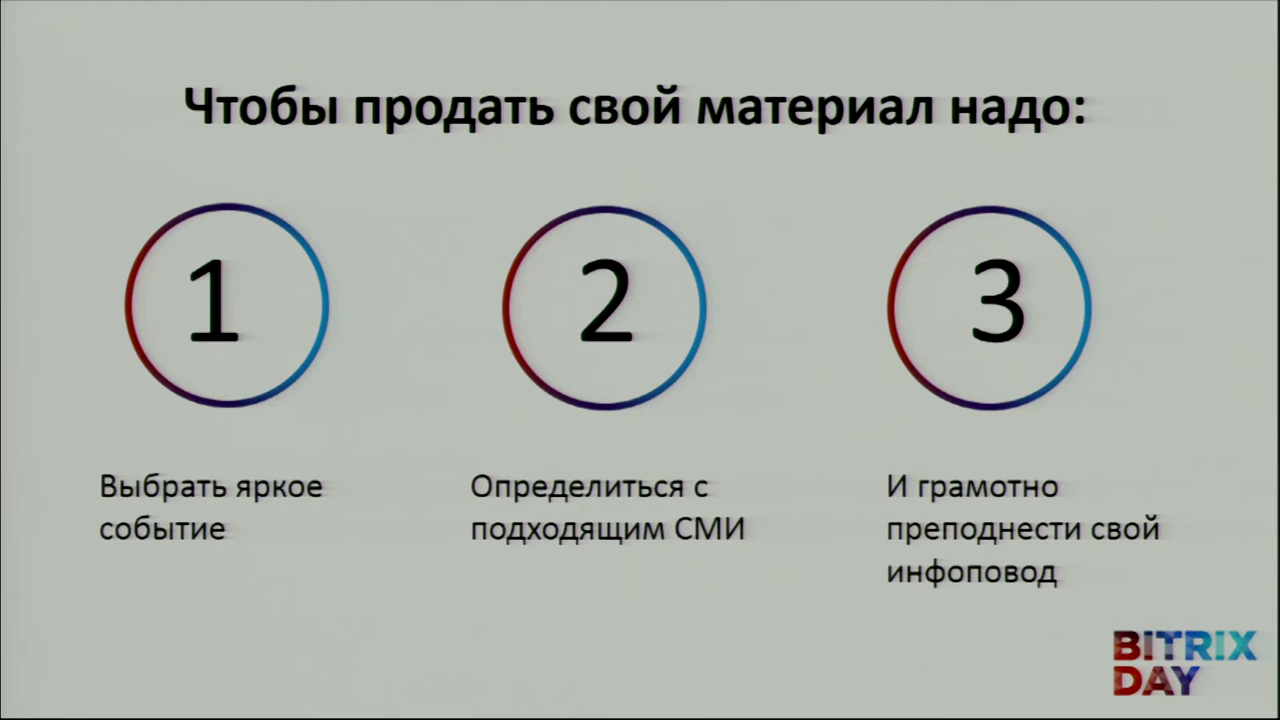 Чтобы продать свой материал надо:
1
2
3
Выбрать яркое
событие
Определиться с
подходящим СМИ
И грамотно
преподнести свой
инфоповод
BITRIX
DAY